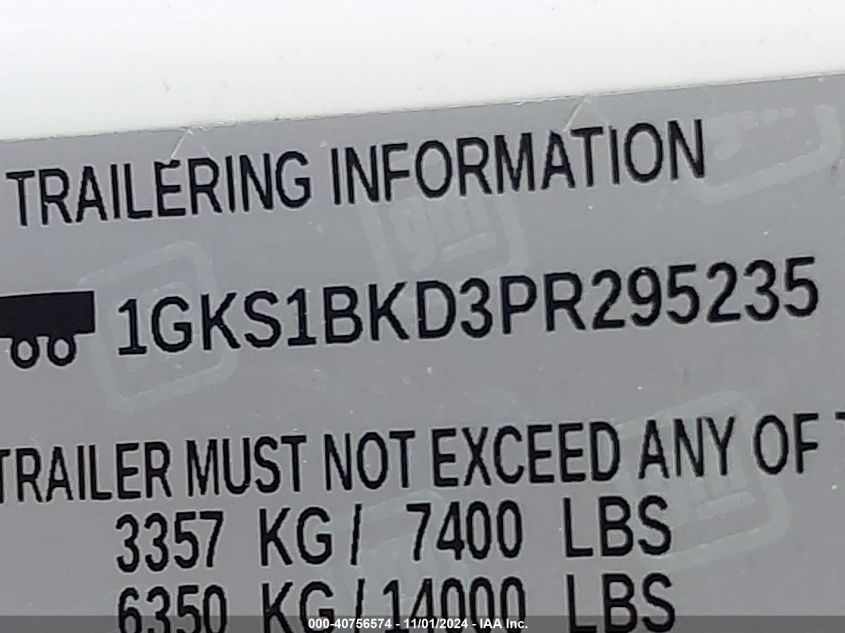 TRAILERING INFORMATION
1GKS1BKD3PR295235
TRAILER MUST NOT EXCEED ANY OF
3357 KG / 7400 LBS
6350 KG / 14000 LBS
000-40756574 - 11/01/2024 - IAA Inc.